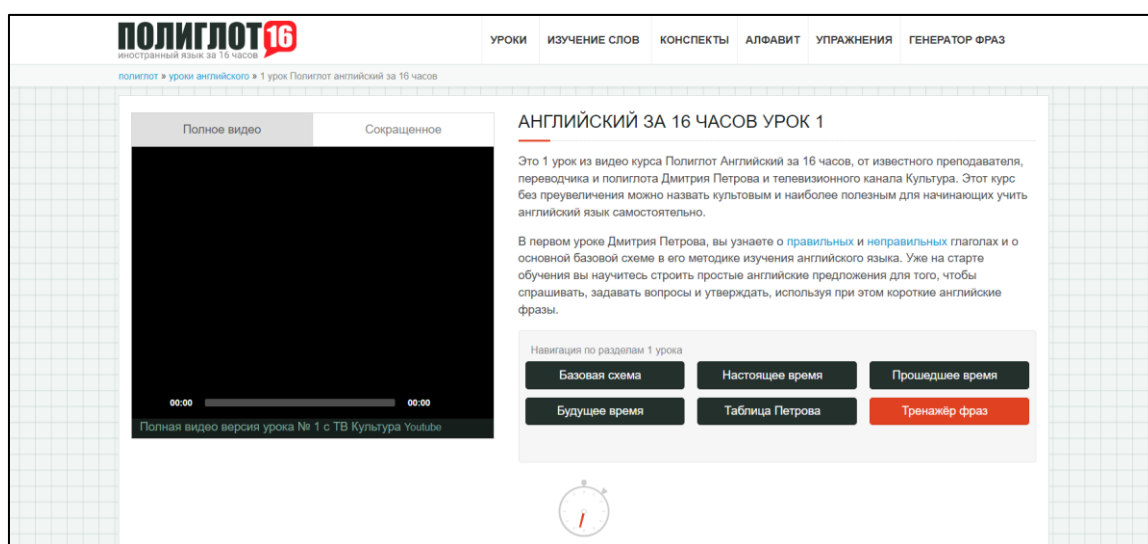 ПОЛИГЛОТ 16
иностранный язык за 16 часов
УРОКИ ИЗУЧЕНИЕ СЛОВ КОНСПЕКТЫ АЛФАВИТ УПРАЖНЕНИЯ ГЕНЕРАТОР ФРАЗ
полиглот » уроки английского » 1 урок Полиглот английский за 16 часов
Полное видео Сокращенное
00:00 00:00
Полная видео версия урока № 1 с ТВ Культура Youtube
АНГЛИЙСКИЙ ЗА 16 ЧАСОВ УРОК 1
Это 1 урок из видео курса Полиглот Английский за 16 часов, от известного преподавателя,
переводчика и полиглота Дмитрия Петрова и телевизионного канала Культура. Этот курс
без преувеличения можно назвать культовым и наиболее полезным для начинающих учить
английский язык самостоятельно.
В первом уроке Дмитрия Петрова, вы узнаете о правильных и неправильных глаголах и о
основной базовой схеме в его методике изучения английского языка. Уже на старте
обучения вы научитесь строить простые английские предложения для того, чтобы
спрашивать, задавать вопросы и утверждать, используя при этом короткие английские
фразы.
Навигация по разделам 1 урока
Базовая схема Настоящее время Прошедшее время
Будущее время Таблица Петрова Тренажёр фраз